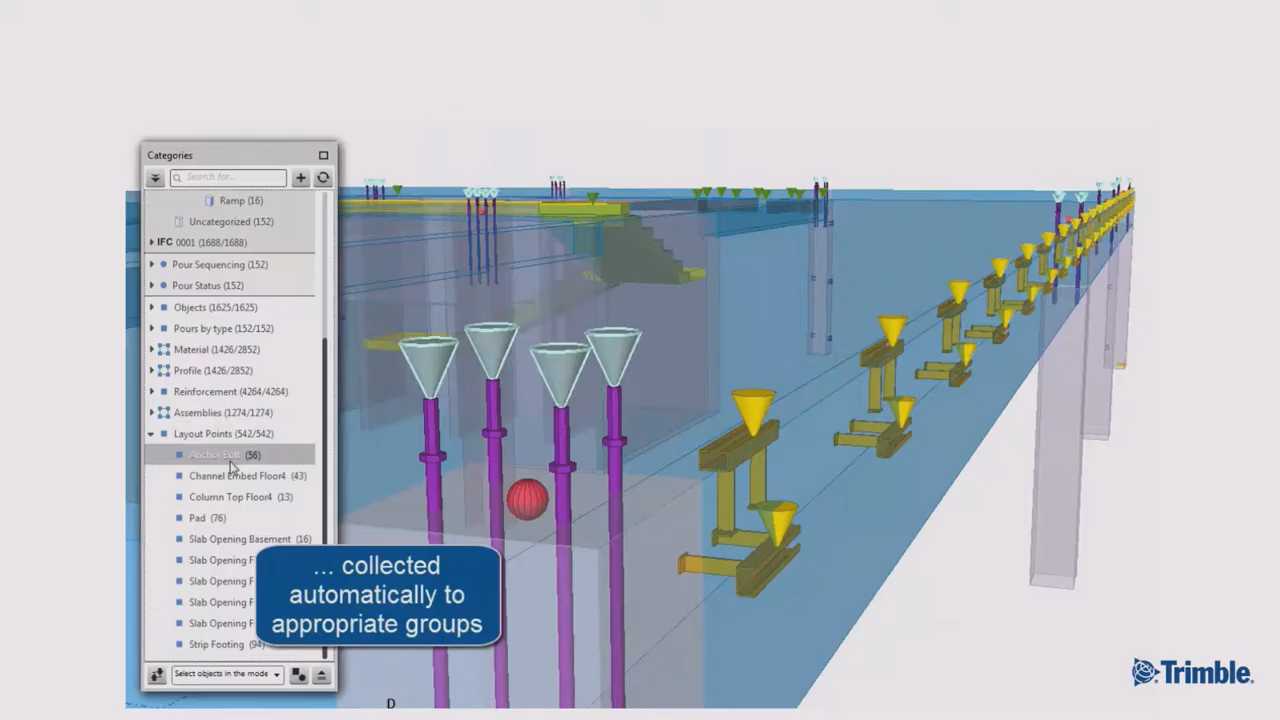 Categories
Search for...
Ramp (16)
Uncategorized (152)
IFC 0001 (1688/1688)
Pour Sequencing (152)
Pour Status (152)
Objects (1625/1625)
Pours by type (152/152)
Material (1426/2852)
Profile (1426/2852)
Reinforcement (4264/4264)
Assemblies (1274/1274)
Layout Points (542/542)
Anchor Bolt (56)
Channel Embed Floor4 (43)
Column Top Floor4 (13)
Pad (76)
Slab Opening Basement (16)
Slab Opening F
Slab Opening F
Slab Opening F
Slab Opening F
Strip Footing (94)
Select objects in the mode
... collected
automatically to
appropriate groups
D
Trimble.